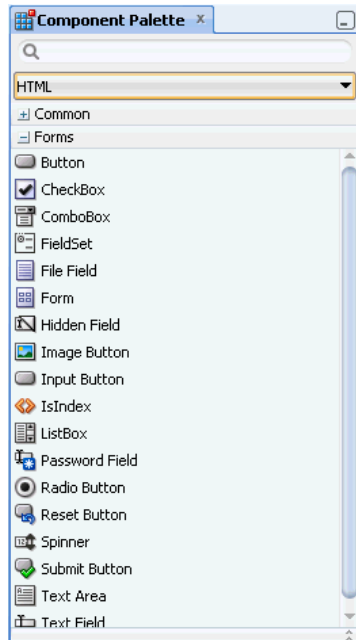 Component Palette x
HTML
Common
Forms
Button
CheckBox
ComboBox
FieldSet
File Field
Form
Hidden Field
Image Button
Input Button
IsIndex
ListBox
Password Field
Radio Button
Reset Button
Spinner
Submit Button
Text Area
Text Field